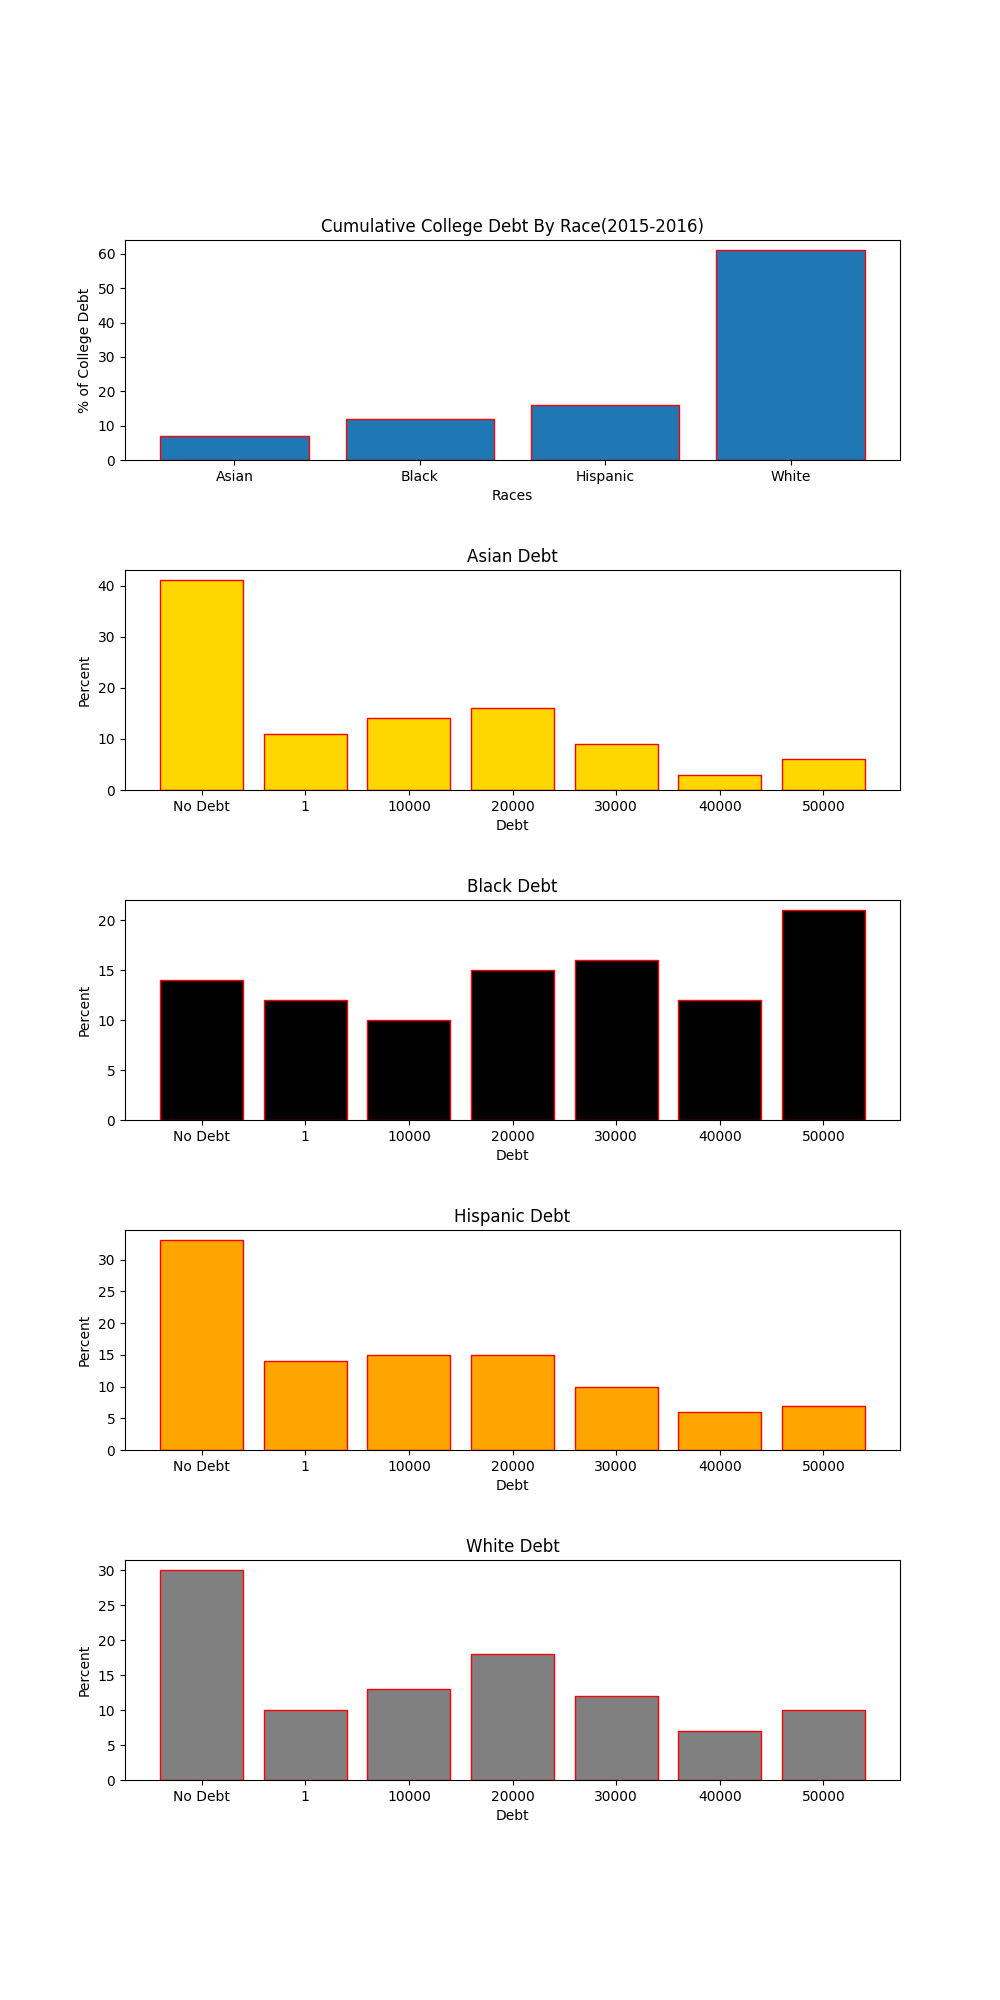 Cumulative College Debt By Race(2015-2016)
% of College Debt
60
50
40
30
20
10
0
Asian Black Hispanic White
Races
Asian Debt
Percent
40
30
20
10
0
No Debt 1 10000 20000 30000 40000 50000
Debt
Black Debt
Percent
20
15
10
5
0
No Debt 1 10000 20000 30000 40000 50000
Debt
Hispanic Debt
Percent
30
25
20
15
10
5
0
No Debt 1 10000 20000 30000 40000 50000
Debt
White Debt
Percent
30
25
20
15
10
5
0
No Debt 1 10000 20000 30000 40000 50000
Debt